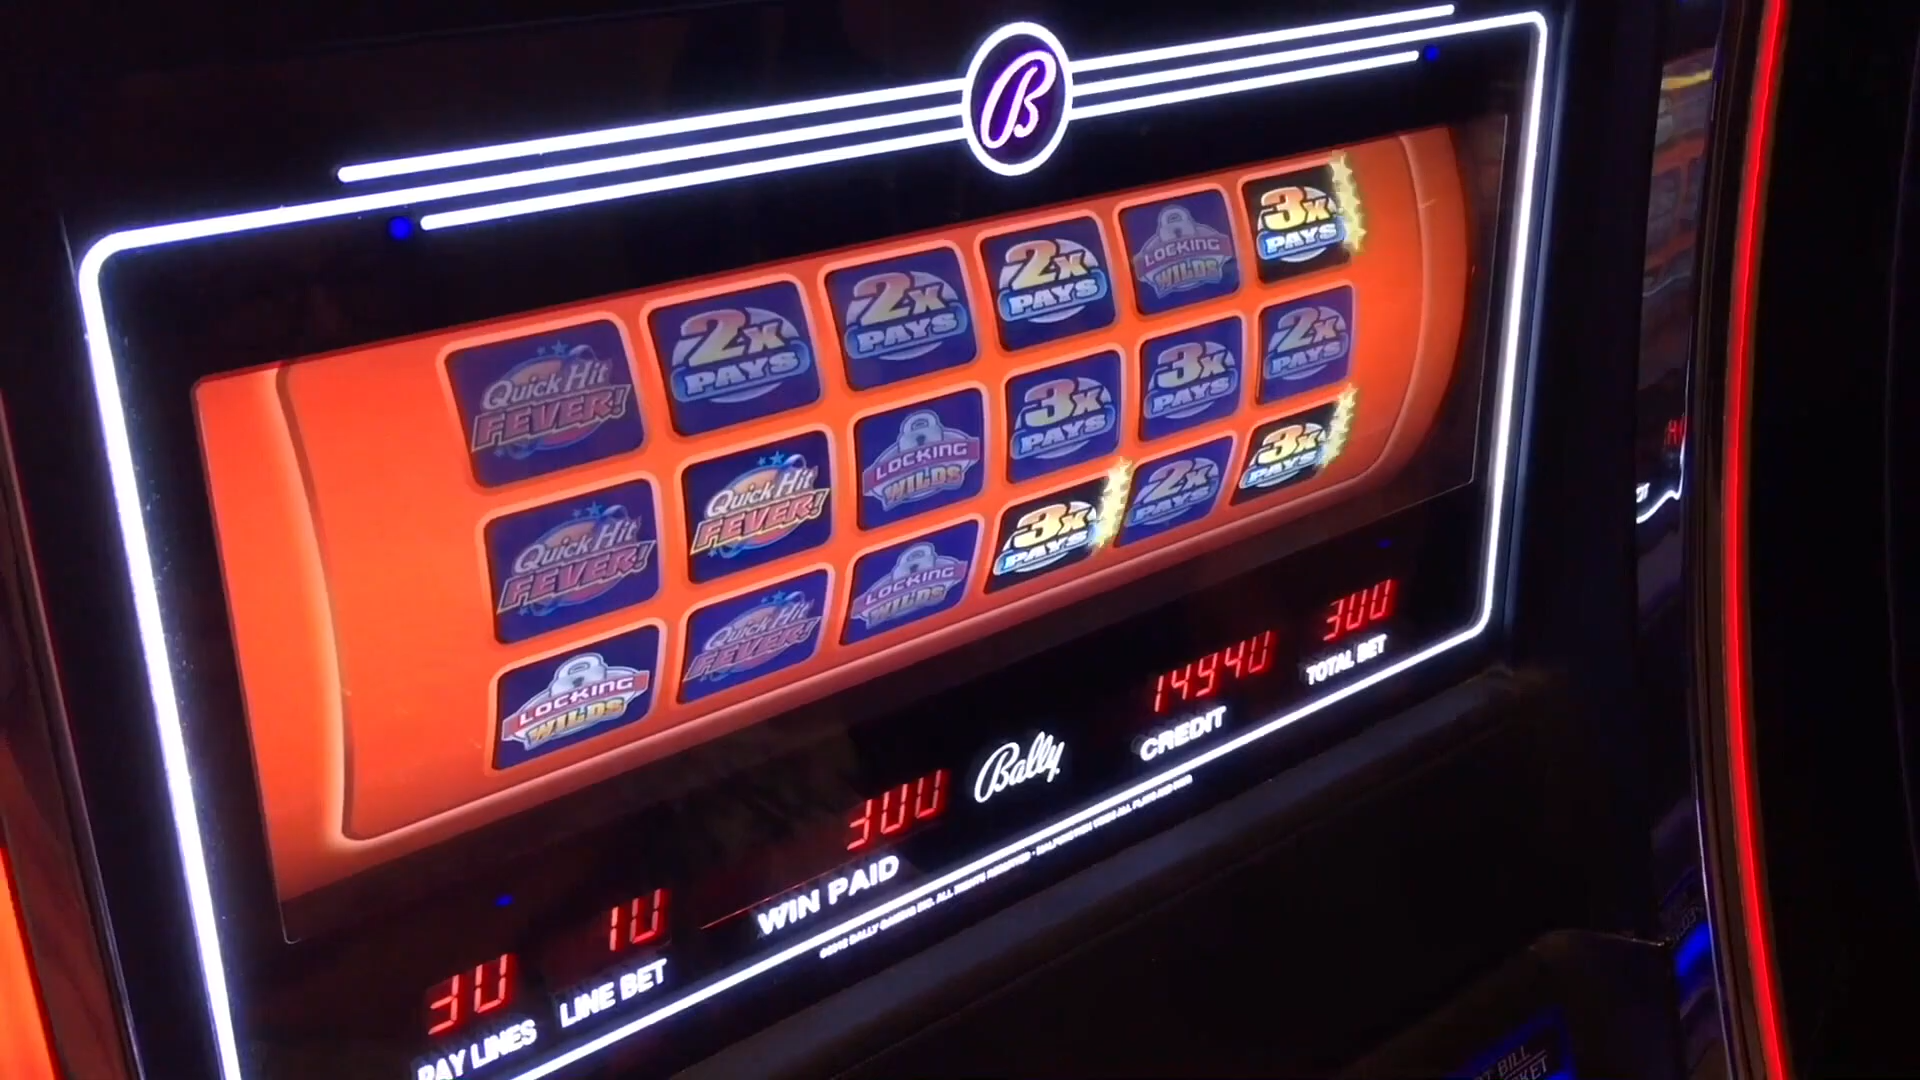 B
Quick Hit FEVER!
2x PAYS
2x PAYS
2x PAYS
LOCKING WILDS
3x PAYS
Quick Hit FEVER!
Quick Hit FEVER!
LOCKING WILDS
3x PAYS
3x PAYS
2x PAYS
LOCKING WILDS
Quick Hit FEVER!
LOCKING WILDS
3x PAYS
2x PAYS
3x PAYS
30
PAY LINES
10
LINE BET
300
WIN PAID
Bally
14940
CREDIT
300
TOTAL BET
BILL